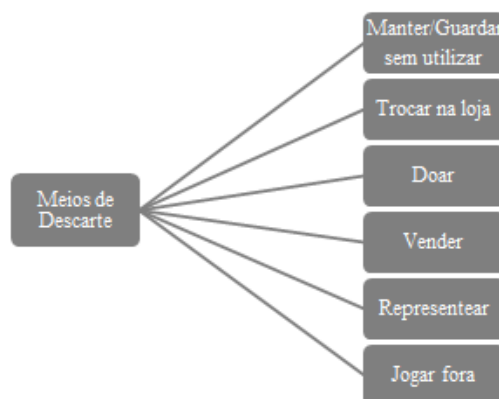 Manter/Guardar
sem utilizar
Trocar na loja
Doar
Meios de
Descarte
Vender
Representear
Jogar fora